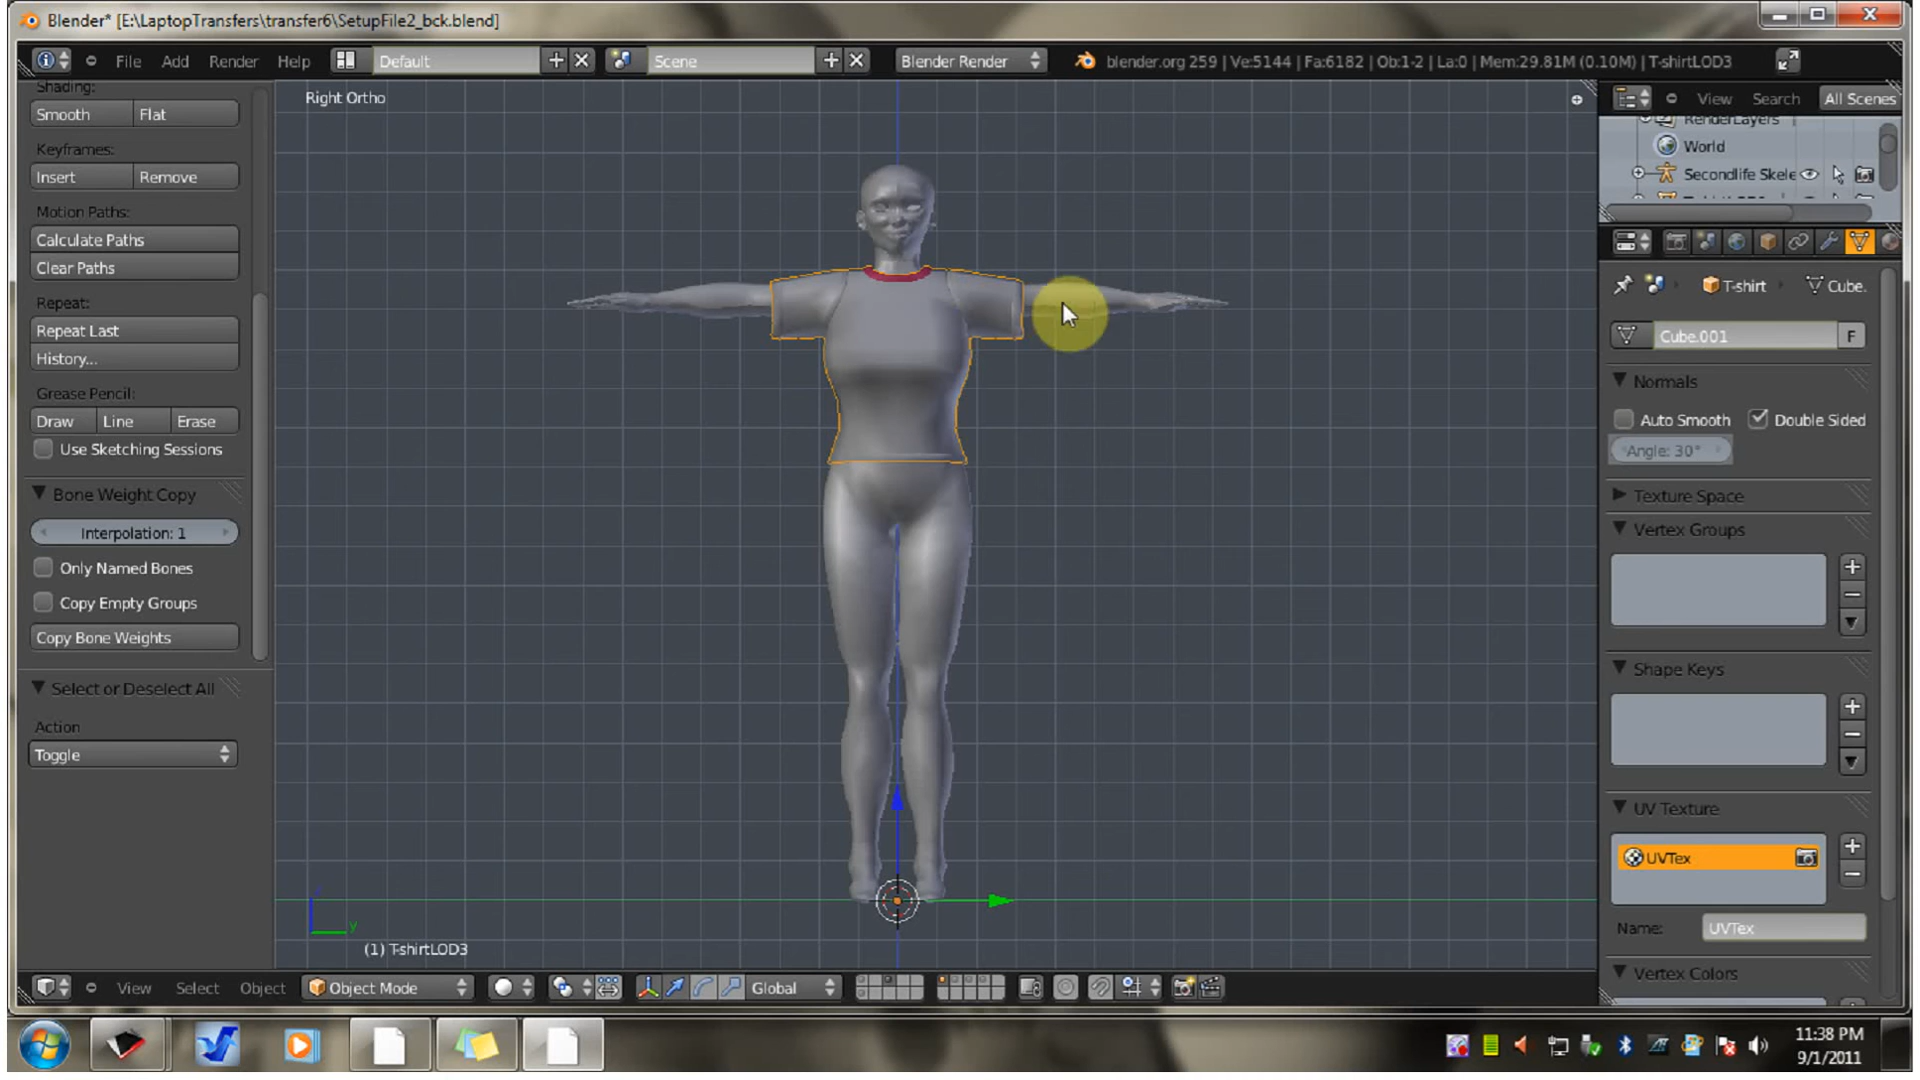 Blender* [E:\LaptopTransfers\transfer6\SetupFile2_bck.blend]
File Add Render Help Default Scene Blender Render blender.org 259 | Ve:5144 | Fa:6182 | Ob:1-2 | La:0 | Mem:29.81M (0.10M) | T-shirtLOD3
Shading:
Smooth Flat
Keyframes:
Insert Remove
Motion Paths:
Calculate Paths
Clear Paths
Repeat:
Repeat Last
History...
Grease Pencil:
Draw Line Erase
Use Sketching Sessions
Bone Weight Copy
Interpolation: 1
Only Named Bones
Copy Empty Groups
Copy Bone Weights
Select or Deselect All
Action
Toggle
Right Ortho
y
(1) T-shirtLOD3
View Select Object Object Mode Global
View Search All Scenes
RenderLayers
World
Secondlife Skele
T-shirt Cube.
Cube.001 F
Normals
Auto Smooth Double Sided
Angle: 30°
Texture Space
Vertex Groups
Shape Keys
UV Texture
UVTex
Name: UVTex
Vertex Colors
11:38 PM
9/1/2011